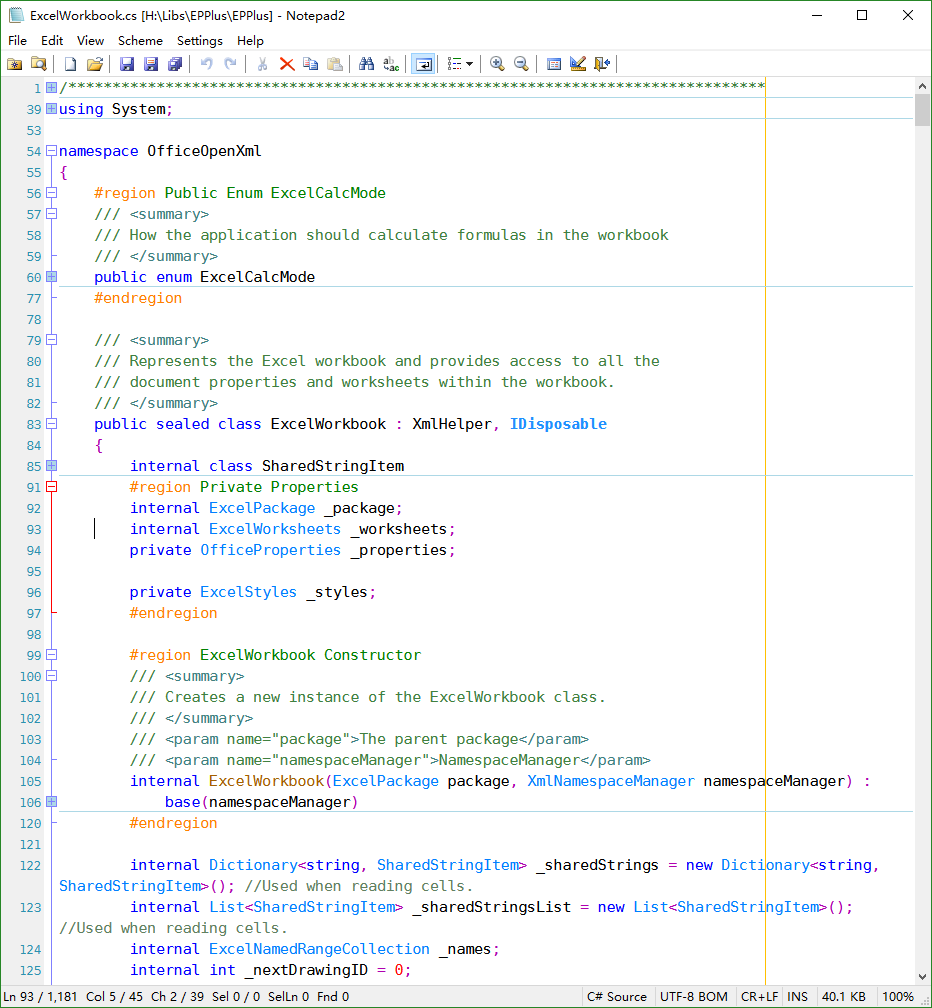 ExcelWorkbook.cs [H:\Libs\EPPlus\EPPlus] - Notepad2
File Edit View Scheme Settings Help
1 /*******************************************************************************
39 using System;
53
54 namespace OfficeOpenXml
55 {
56     #region Public Enum ExcelCalcMode
57     /// <summary>
58     /// How the application should calculate formulas in the workbook
59     /// </summary>
60     public enum ExcelCalcMode
77     #endregion
78
79     /// <summary>
80     /// Represents the Excel workbook and provides access to all the
81     /// document properties and worksheets within the workbook.
82     /// </summary>
83     public sealed class ExcelWorkbook : XmlHelper, IDisposable
84     {
85         internal class SharedStringItem
91         #region Private Properties
92         internal ExcelPackage _package;
93         internal ExcelWorksheets _worksheets;
94         private OfficeProperties _properties;
95
96         private ExcelStyles _styles;
97         #endregion
98
99         #region ExcelWorkbook Constructor
100         /// <summary>
101         /// Creates a new instance of the ExcelWorkbook class.
102         /// </summary>
103         /// <param name="package">The parent package</param>
104         /// <param name="namespaceManager">NamespaceManager</param>
105         internal ExcelWorkbook(ExcelPackage package, XmlNamespaceManager namespaceManager) :
106             base(namespaceManager)
120         #endregion
121
122         internal Dictionary<string, SharedStringItem> _sharedStrings = new Dictionary<string,
SharedStringItem>(); //Used when reading cells.
123         internal List<SharedStringItem> _sharedStringsList = new List<SharedStringItem>();
//Used when reading cells.
124         internal ExcelNamedRangeCollection _names;
125         internal int _nextDrawingID = 0;
Ln 93 / 1,181 Col 5 / 45 Ch 2 / 39 Sel 0 / 0 SelLn 0 Fnd 0 C# Source UTF-8 BOM CR+LF INS 40.1 KB 100%